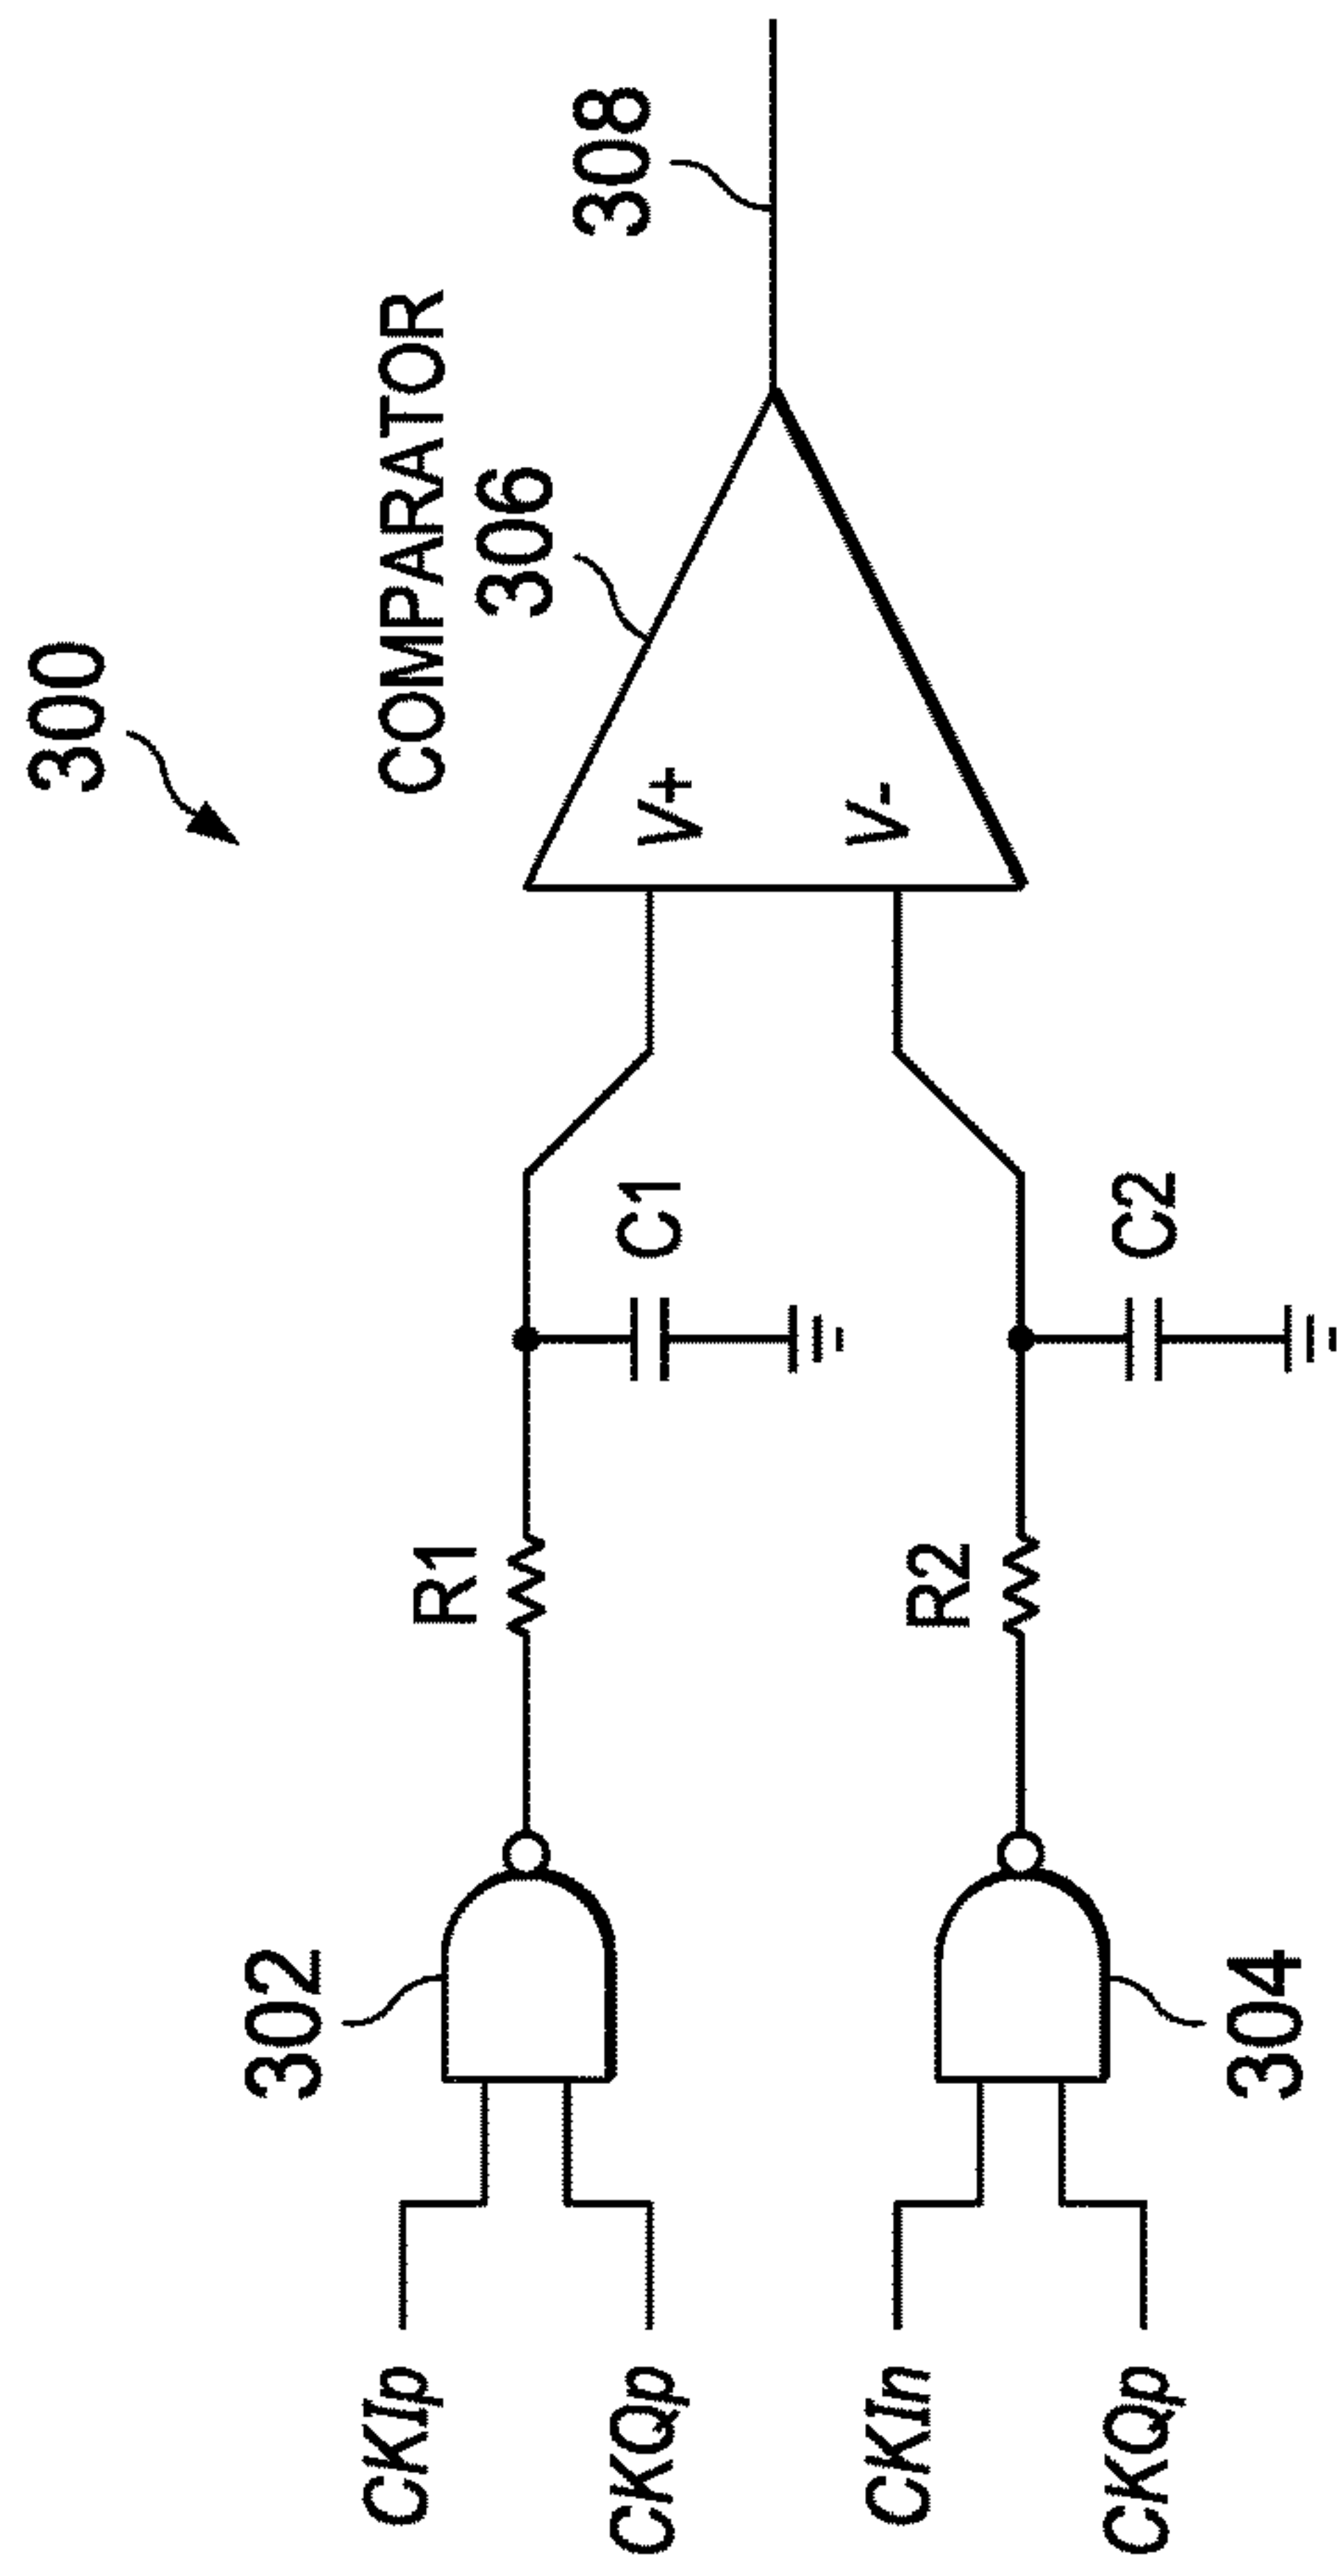 300
COMPARATOR
306
308
V+
V-
302
304
R1
C1
R2
C2
CKIp
CKQp
CKIn
CKQp